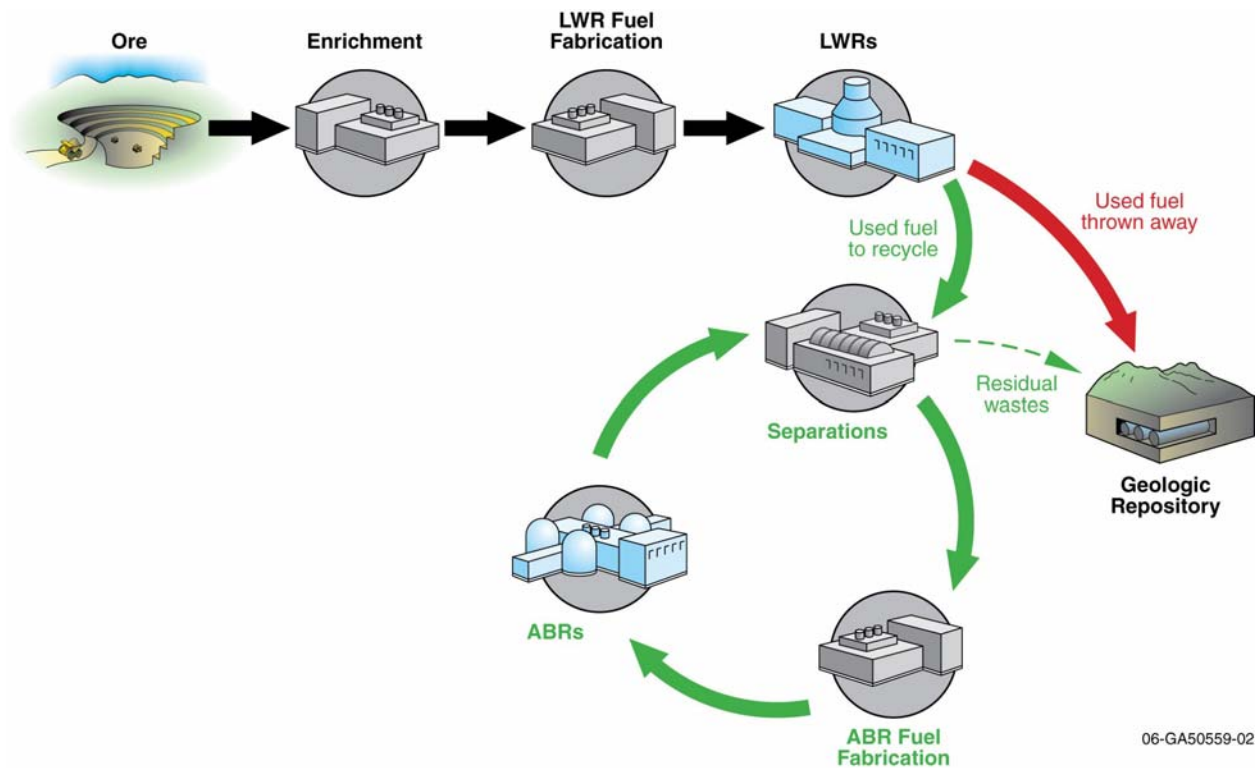 Ore
Enrichment
LWR Fuel
Fabrication
LWRs
Used fuel
to recycle
Used fuel
thrown away
Separations
Residual
wastes
Geologic
Repository
ABRs
ABR Fuel
Fabrication
06-GA50559-02